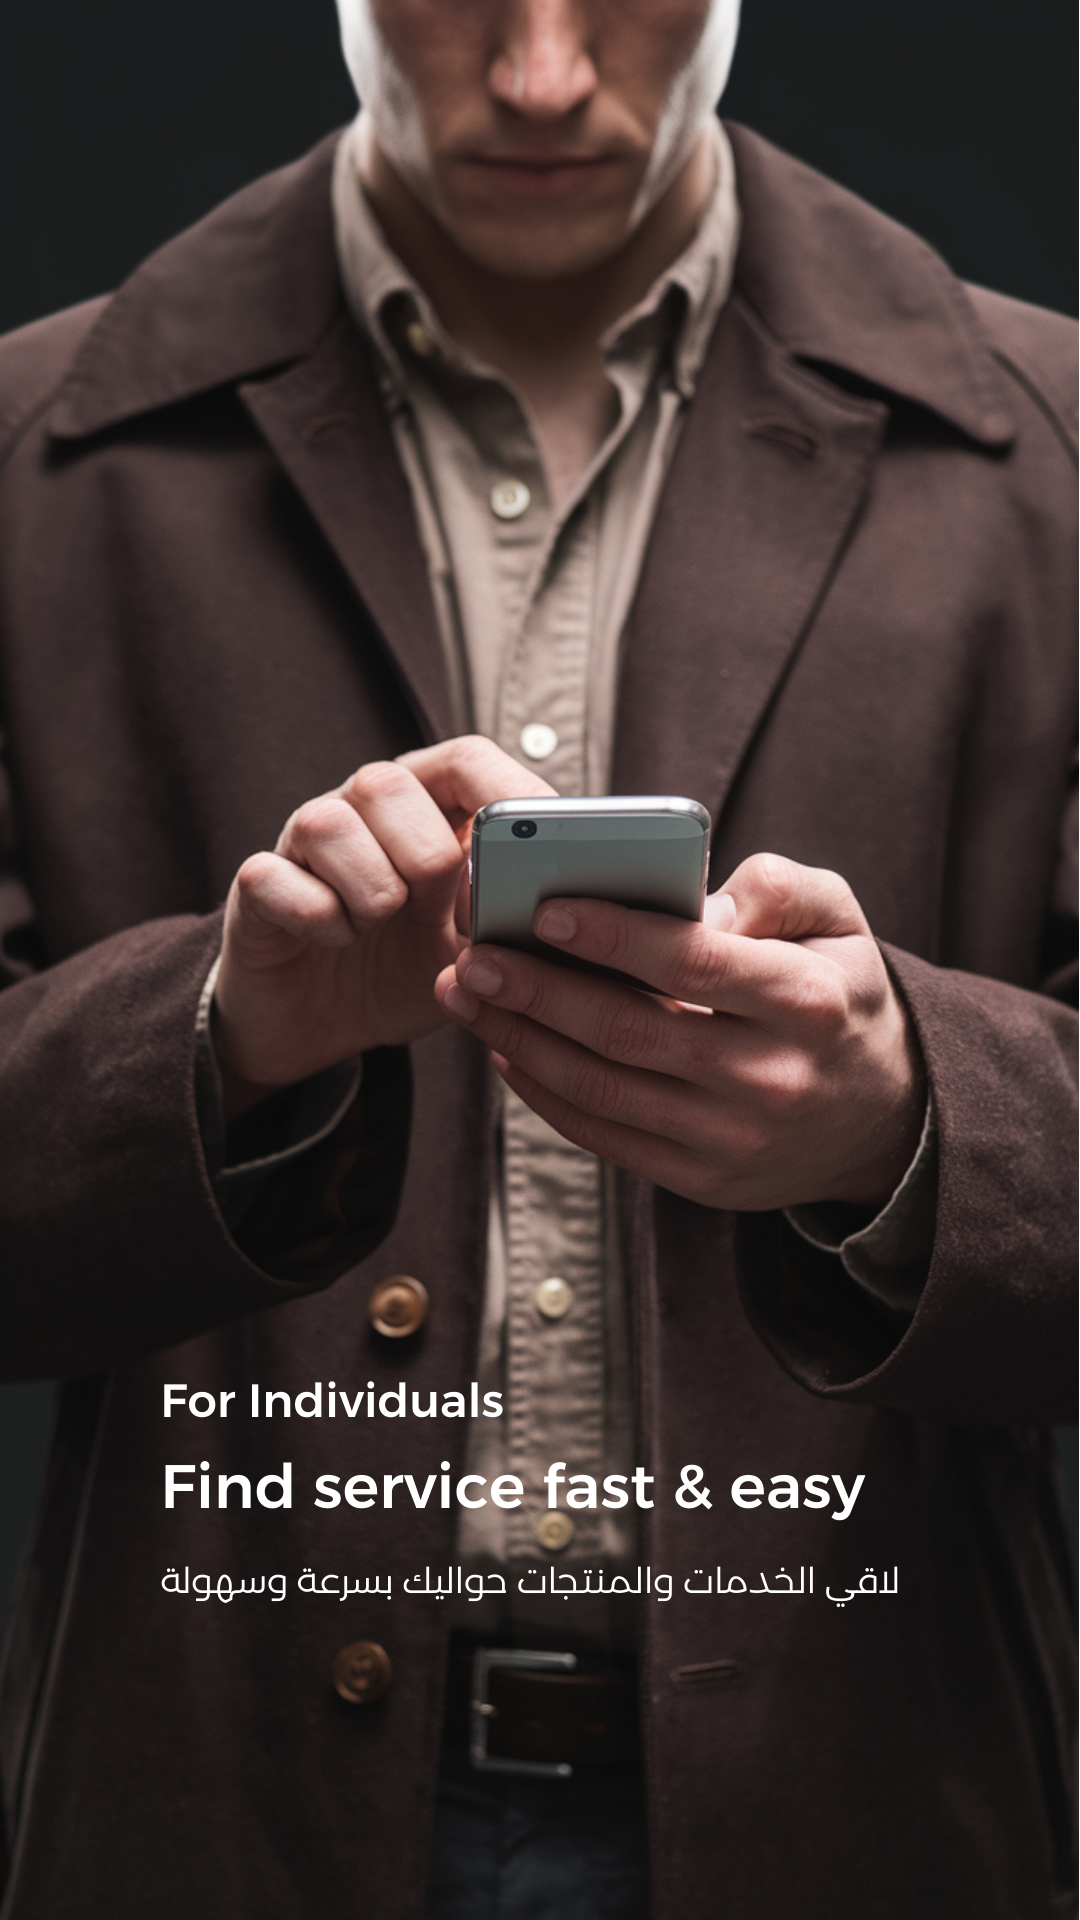 For Individuals
Find service fast & easy
لاقي الخدمات والمنتجات حواليك بسرعة وسهولة